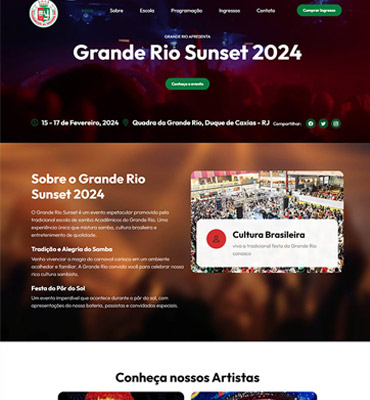 Início Sobre Escola Programação Ingressos Contato Comprar Ingresso
GRANDE RIO APRESENTA
Grande Rio Sunset 2024
Conheça o evento
15 - 17 de Fevereiro, 2024 Quadra da Grande Rio, Duque de Caxias - RJ Compartilhar:
Sobre o Grande Rio
Sunset 2024
O Grande Rio Sunset é um evento espetacular promovido pela
tradicional escola de samba Acadêmicos do Grande Rio. Uma
experiência única que mistura samba, cultura brasileira e
entretenimento de qualidade.
Tradição e Alegria do Samba
Venha vivenciar a magia do carnaval carioca em um ambiente
acolhedor e familiar. A Grande Rio convida você para celebrar nossa
rica cultura sambista.
Festa do Pôr do Sol
Um evento imperdível que acontece durante o pôr do sol, com
apresentações da nossa bateria, passistas e convidados especiais.
Cultura Brasileira
viva a tradicional festa da Grande Rio
conosco
Conheça nossos Artistas